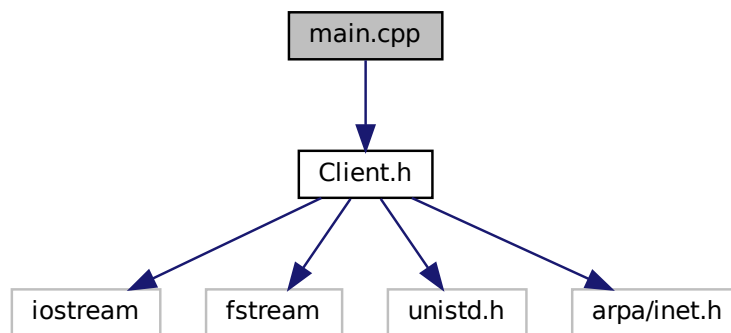 main.cpp
Client.h
iostream
fstream
unistd.h
arpa/inet.h